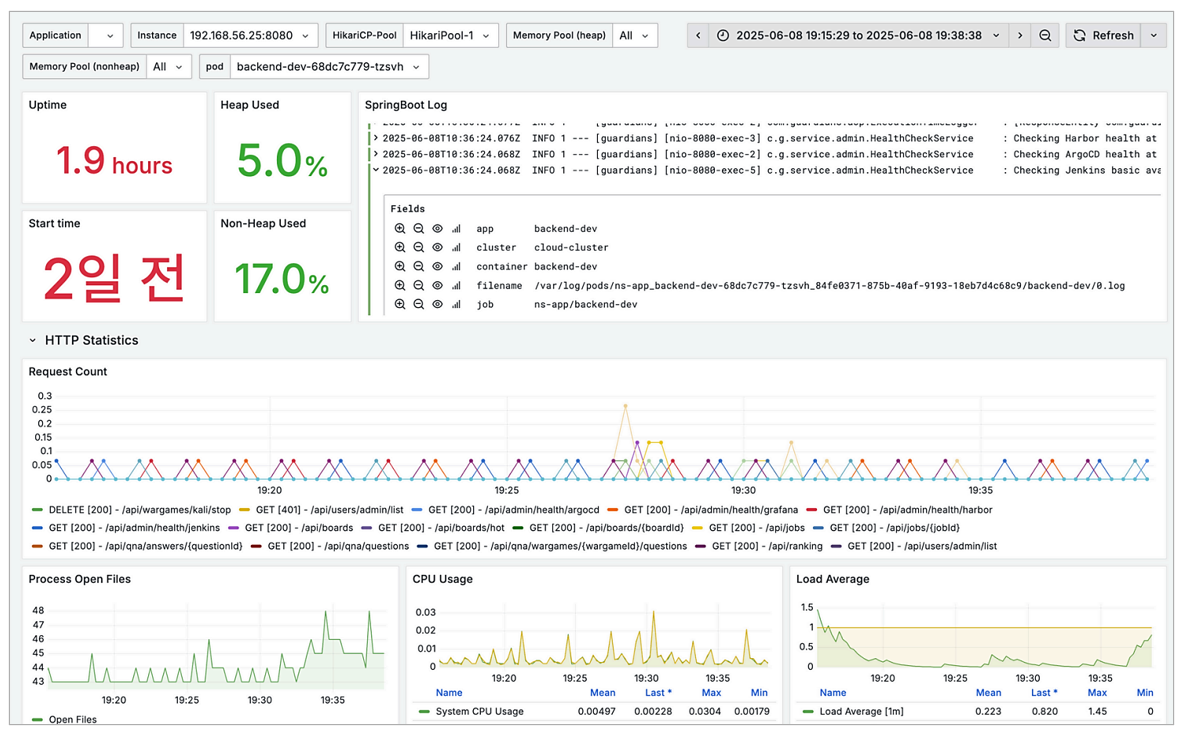 Application
Instance 192.168.56.25:8080
HikariCP-Pool HikariPool-1
Memory Pool (heap) All
2025-06-08 19:15:29 to 2025-06-08 19:38:38
Refresh
Memory Pool (nonheap) All
pod backend-dev-68dc7c779-tzsvh
Uptime
1.9 hours
Heap Used
5.0%
Start time
2일 전
Non-Heap Used
17.0%
SpringBoot Log
2025-06-08T10:36:24.076Z INFO 1 --- [guardians] [nio-8080-exec-3] c.g.service.admin.HealthCheckService : Checking Harbor health at
2025-06-08T10:36:24.068Z INFO 1 --- [guardians] [nio-8080-exec-2] c.g.service.admin.HealthCheckService : Checking ArgoCD health at
2025-06-08T10:36:24.068Z INFO 1 --- [guardians] [nio-8080-exec-5] c.g.service.admin.HealthCheckService : Checking Jenkins basic ava
Fields
app backend-dev
cluster cloud-cluster
container backend-dev
filename /var/log/pods/ns-app_backend-dev-68dc7c779-tzsvh_84fe0371-875b-40af-9193-18eb7d4c68c9/backend-dev/0.log
job ns-app/backend-dev
HTTP Statistics
Request Count
0.3
0.25
0.2
0.15
0.1
0.05
0
19:20 19:25 19:30 19:35
DELETE [200] - /api/wargames/kali/stop GET [401] - /api/users/admin/list GET [200] - /api/admin/health/argocd GET [200] - /api/admin/health/grafana GET [200] - /api/admin/health/harbor
GET [200] - /api/admin/health/jenkins GET [200] - /api/boards GET [200] - /api/boards/hot GET [200] - /api/boards/{boardId} GET [200] - /api/jobs GET [200] - /api/jobs/{jobId}
GET [200] - /api/qna/answers/{questionId} GET [200] - /api/qna/questions GET [200] - /api/qna/wargames/{wargameId}/questions GET [200] - /api/ranking GET [200] - /api/users/admin/list
Process Open Files
48
47
46
45
44
43
19:20 19:25 19:30 19:35
Open Files
CPU Usage
0.03
0.02
0.01
0
19:20 19:25 19:30 19:35
Name Mean Last * Max Min
System CPU Usage 0.00497 0.00228 0.0304 0.00179
Load Average
1.5
1
0.5
0
19:20 19:25 19:30 19:35
Name Mean Last * Max Min
Load Average [1m] 0.223 0.820 1.45 0